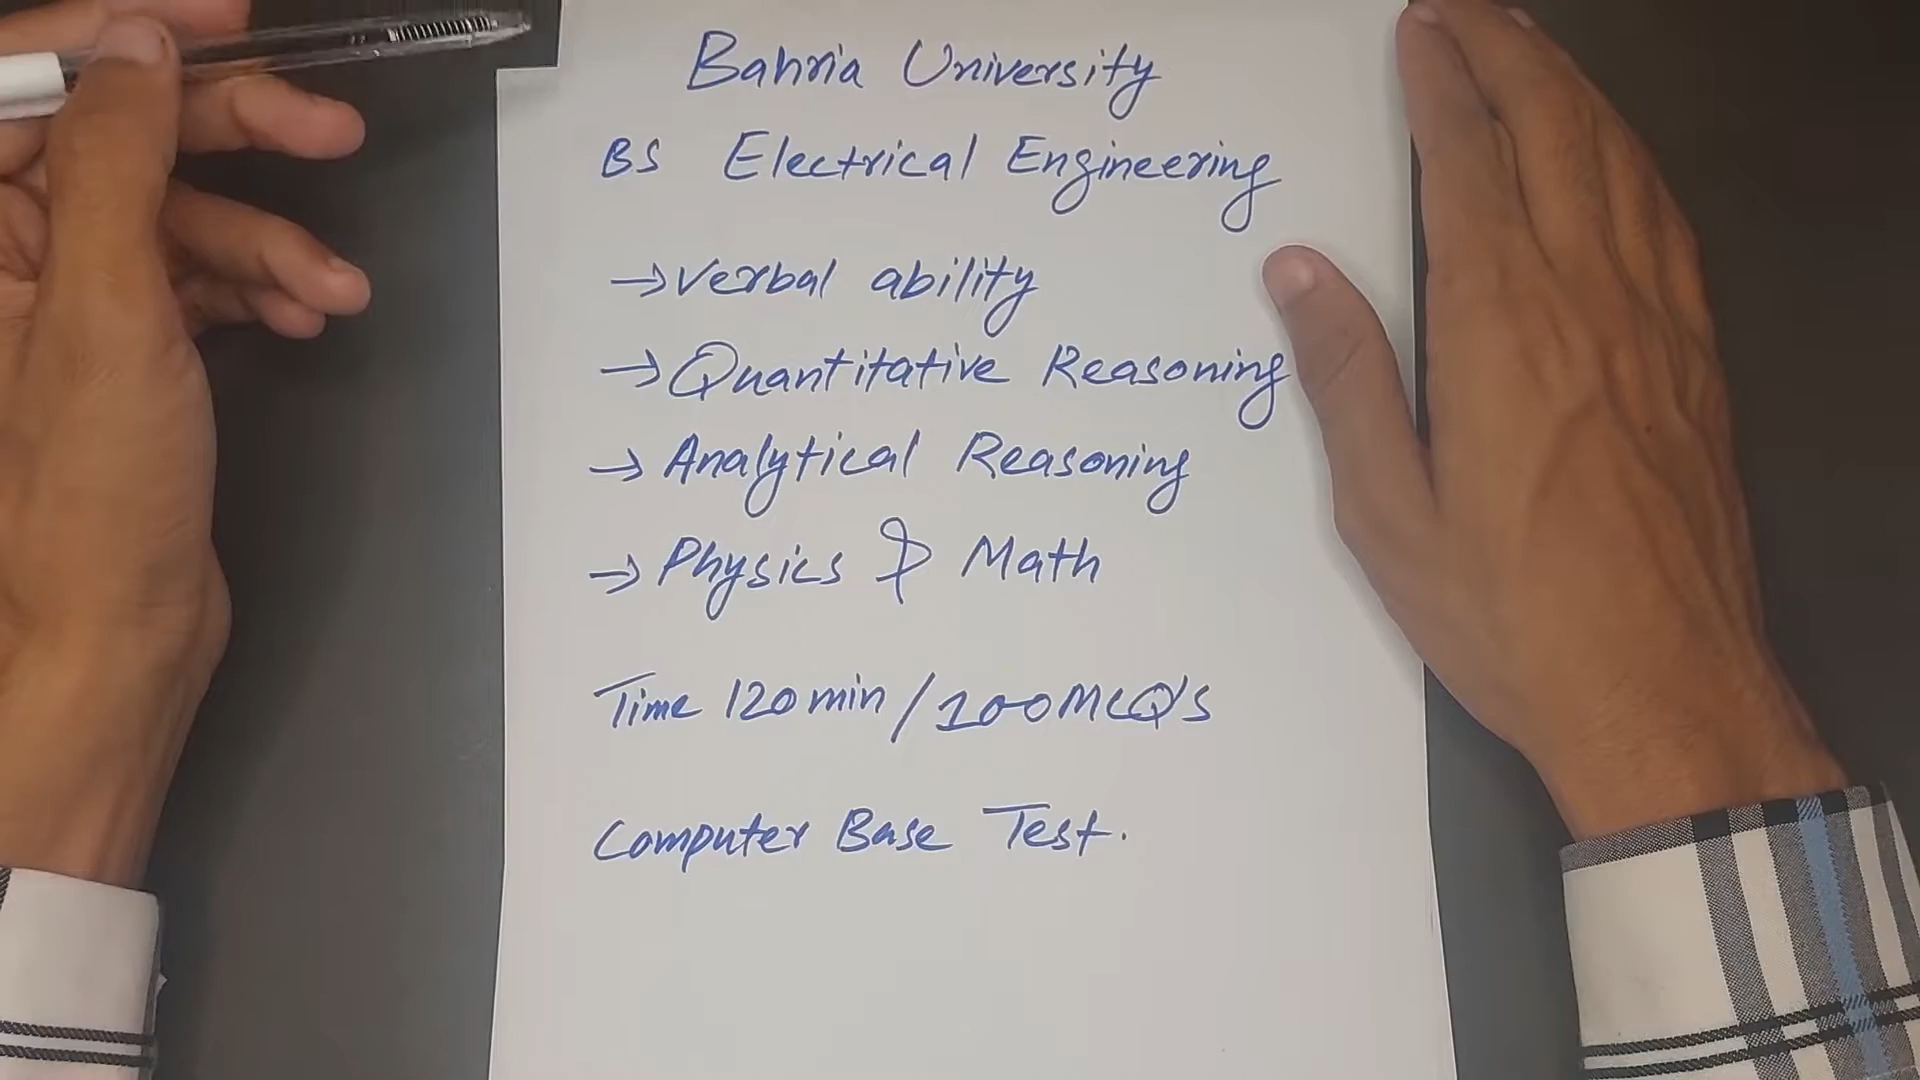 Bahria University
BS Electrical Engineering
→ Verbal ability
→ Quantitative Reasoning
→ Analytical Reasoning
→ Physics & Math
Time 120 min / 100 MCQ's
Computer Base Test.